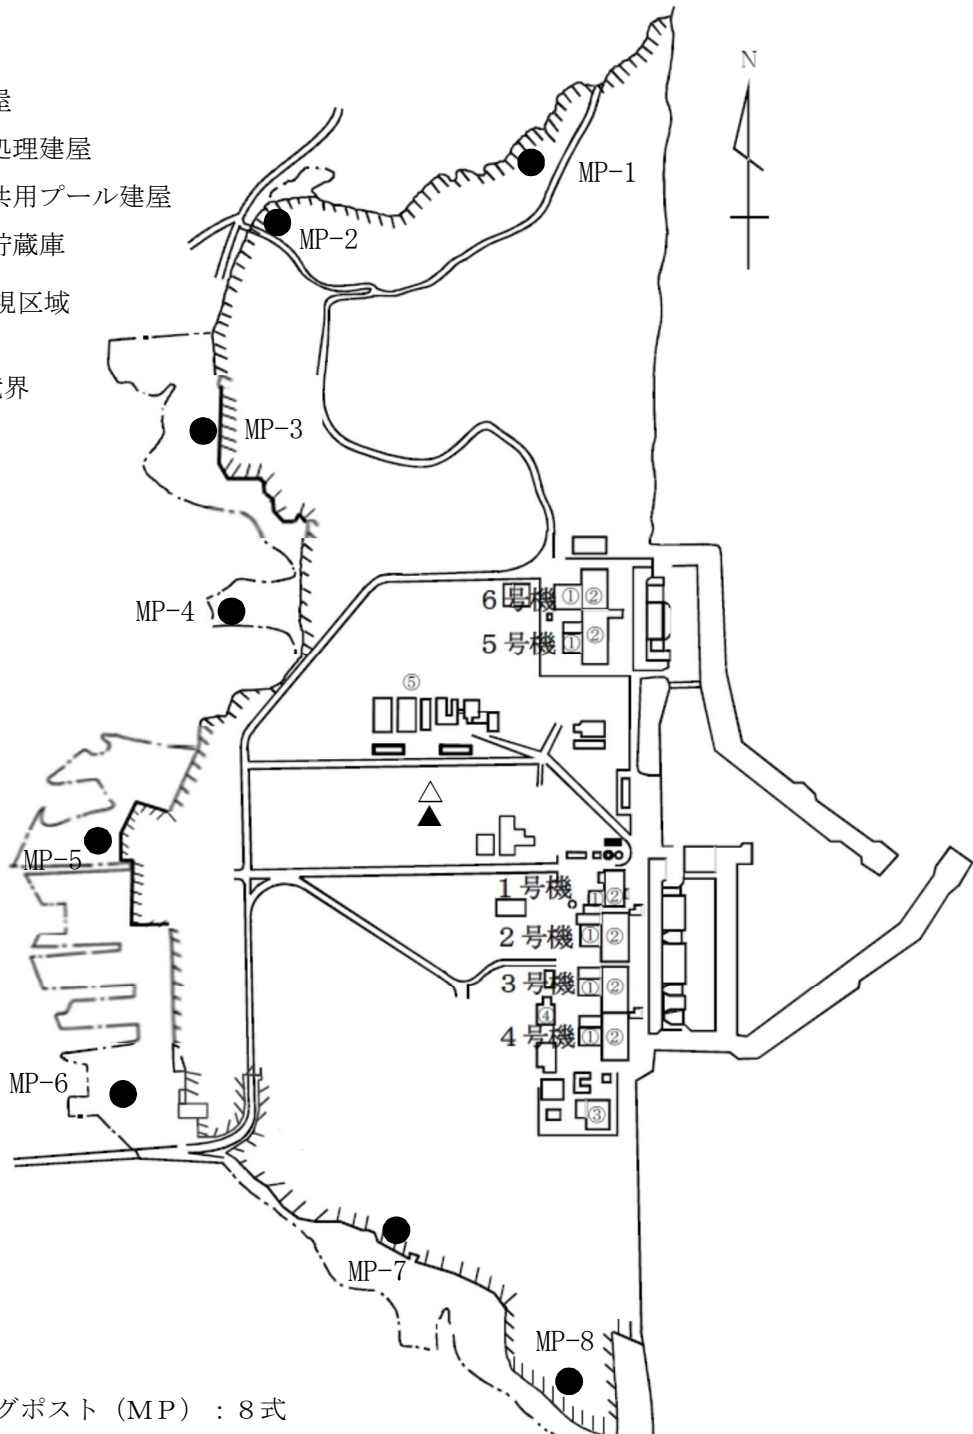 N
屋
処理建屋
共用プール建屋
貯蔵庫
視区域
界
MP-1
MP-2
MP-3
MP-4
6号機 ① ②
5号機 ① ②
⑤
MP-5
1号機 ① ②
2号機 ① ②
3号機 ① ②
④
4号機 ① ②
MP-6
③
MP-7
MP-8
グポスト（MP）：8式